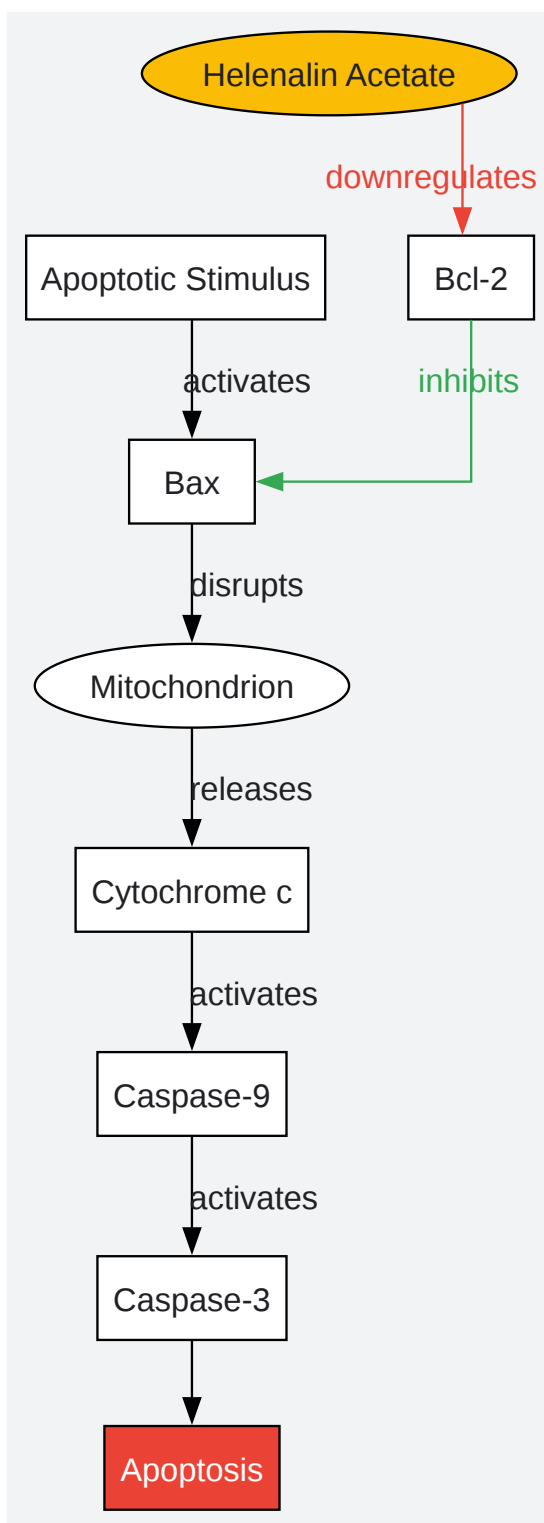 Helenalin Acetate
downregulates
Apoptotic Stimulus
Bcl-2
activates
inhibits
Bax
disrupts
Mitochondrion
releases
Cytochrome c
activates
Caspase-9
activates
Caspase-3
Apoptosis